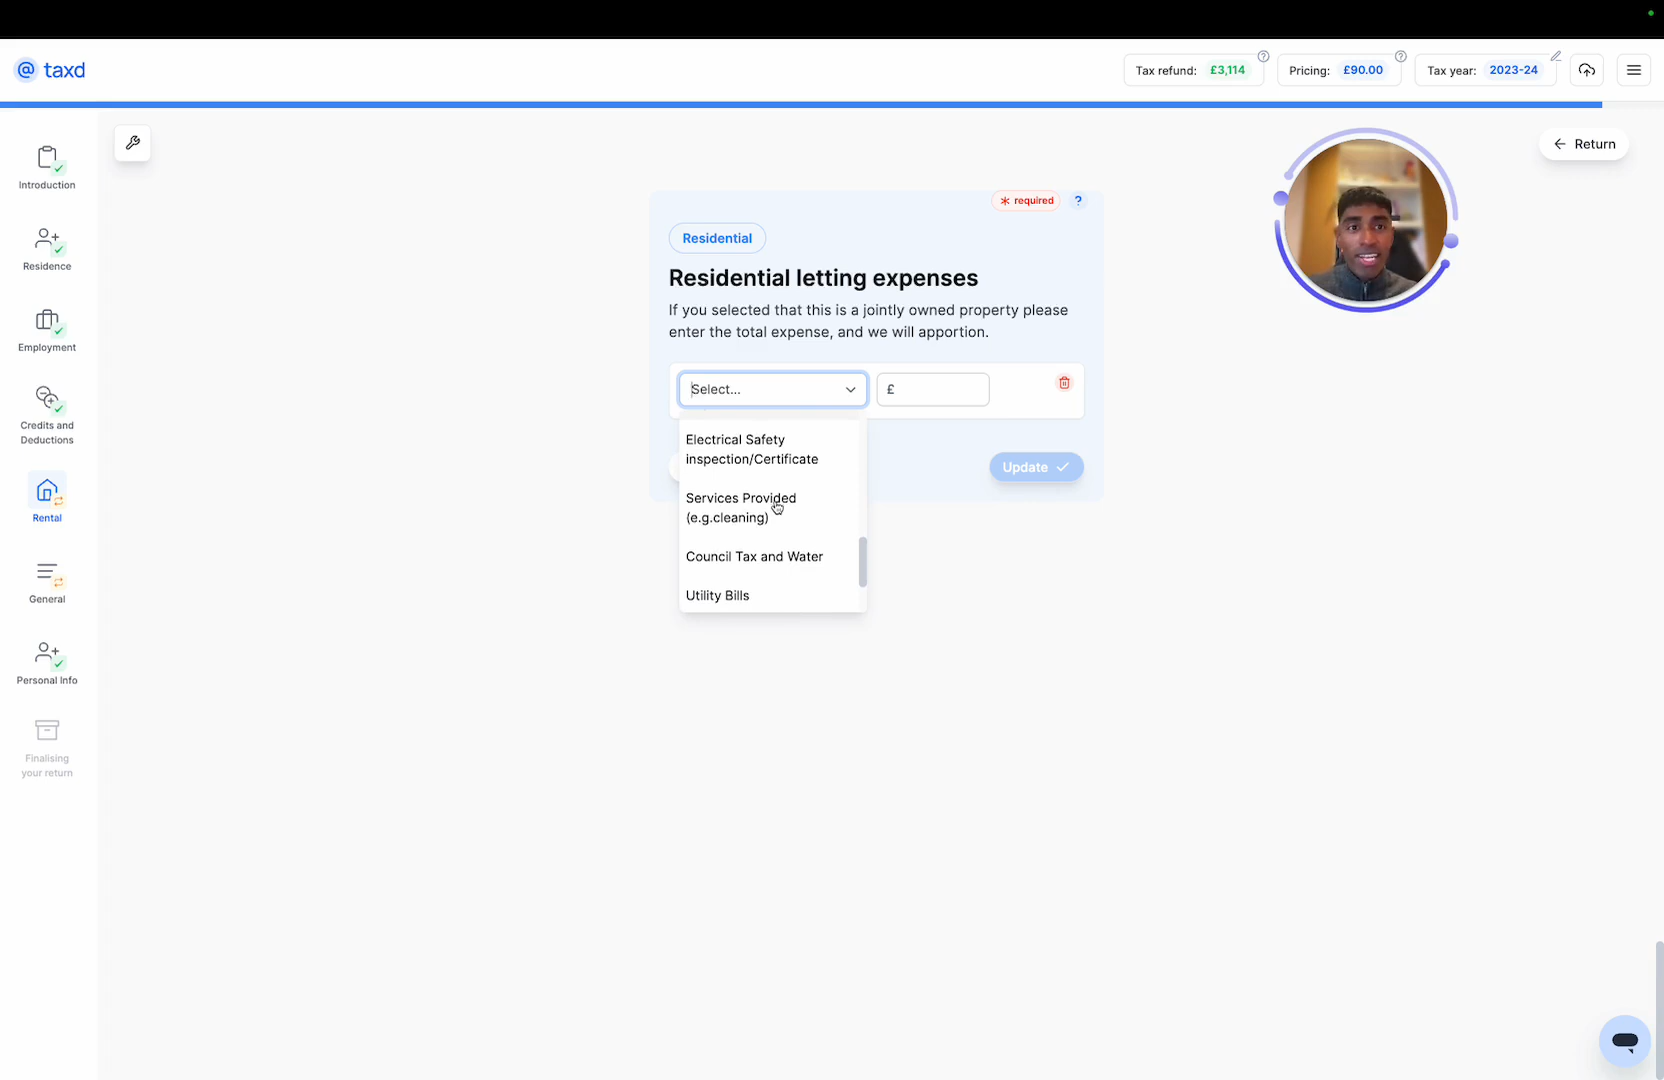 taxd
Tax refund: £3,114
Pricing: £90.00
Tax year: 2023-24
Return
Introduction
Residence
Employment
Credits and
Deductions
Rental
General
Personal Info
Finalising
your return
required
?
Residential
Residential letting expenses
If you selected that this is a jointly owned property please
enter the total expense, and we will apportion.
Select...
£
Electrical Safety
inspection/Certificate
Services Provided
(e.g.cleaning)
Council Tax and Water
Utility Bills
Update